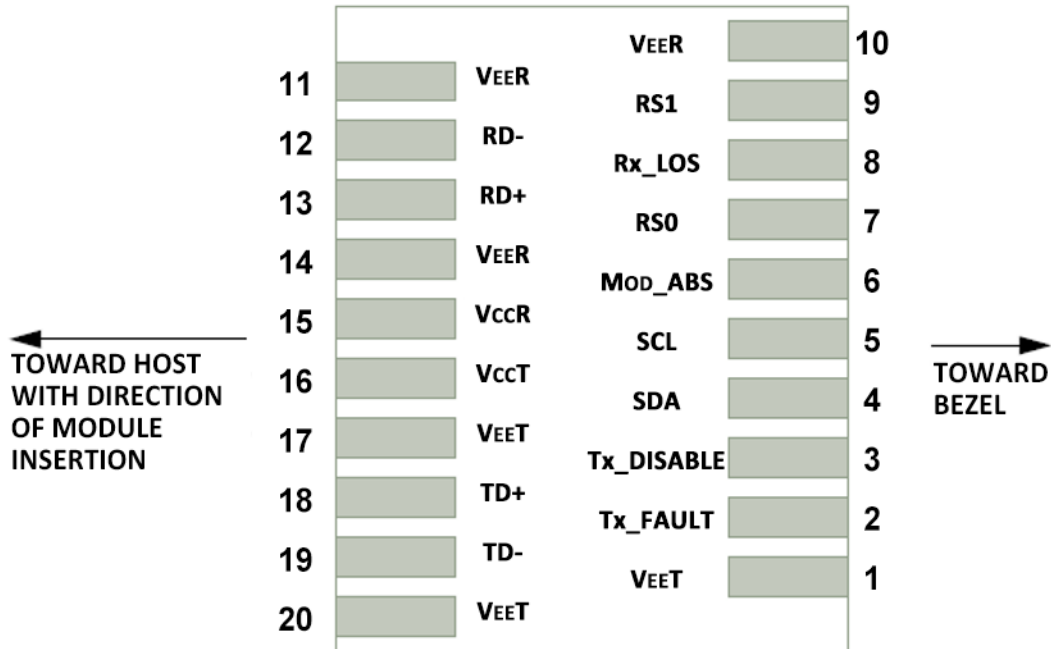 VEER 10
11 VEER
RS1 9
12 RD-
Rx_LOS 8
13 RD+
RS0 7
14 VEER
MOD_ABS 6
15 VCCR
SCL 5
TOWARD HOST
WITH DIRECTION
OF MODULE
INSERTION
16 VCCT
SDA 4
TOWARD
BEZEL
17 VEET
Tx_DISABLE 3
18 TD+
Tx_FAULT 2
19 TD-
VEET 1
20 VEET